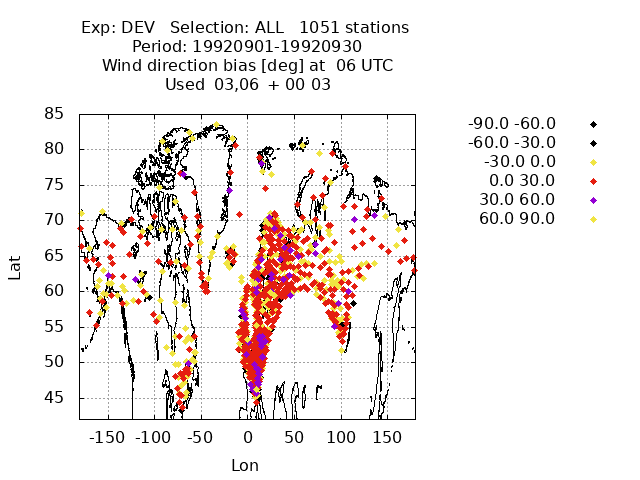 Exp: DEV   Selection: ALL   1051 stations
Period: 19920901-19920930
Wind direction bias [deg] at  06 UTC
Used  03,06  + 00 03
85
80
75
70
65
60
55
50
45
Lat
-150 -100 -50 0 50 100 150
Lon
-90.0 -60.0
-60.0 -30.0
-30.0 0.0
0.0 30.0
30.0 60.0
60.0 90.0